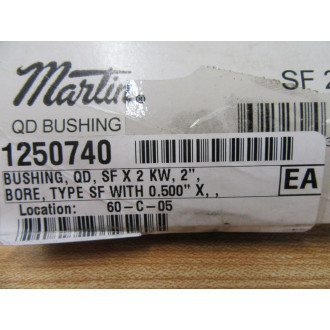 Martin®
SF 2
QD BUSHING
1250740
BUSHING, QD, SF X 2 KW, 2",
BORE, TYPE SF WITH 0.500" X, ,
EA
Location: 60-C-05